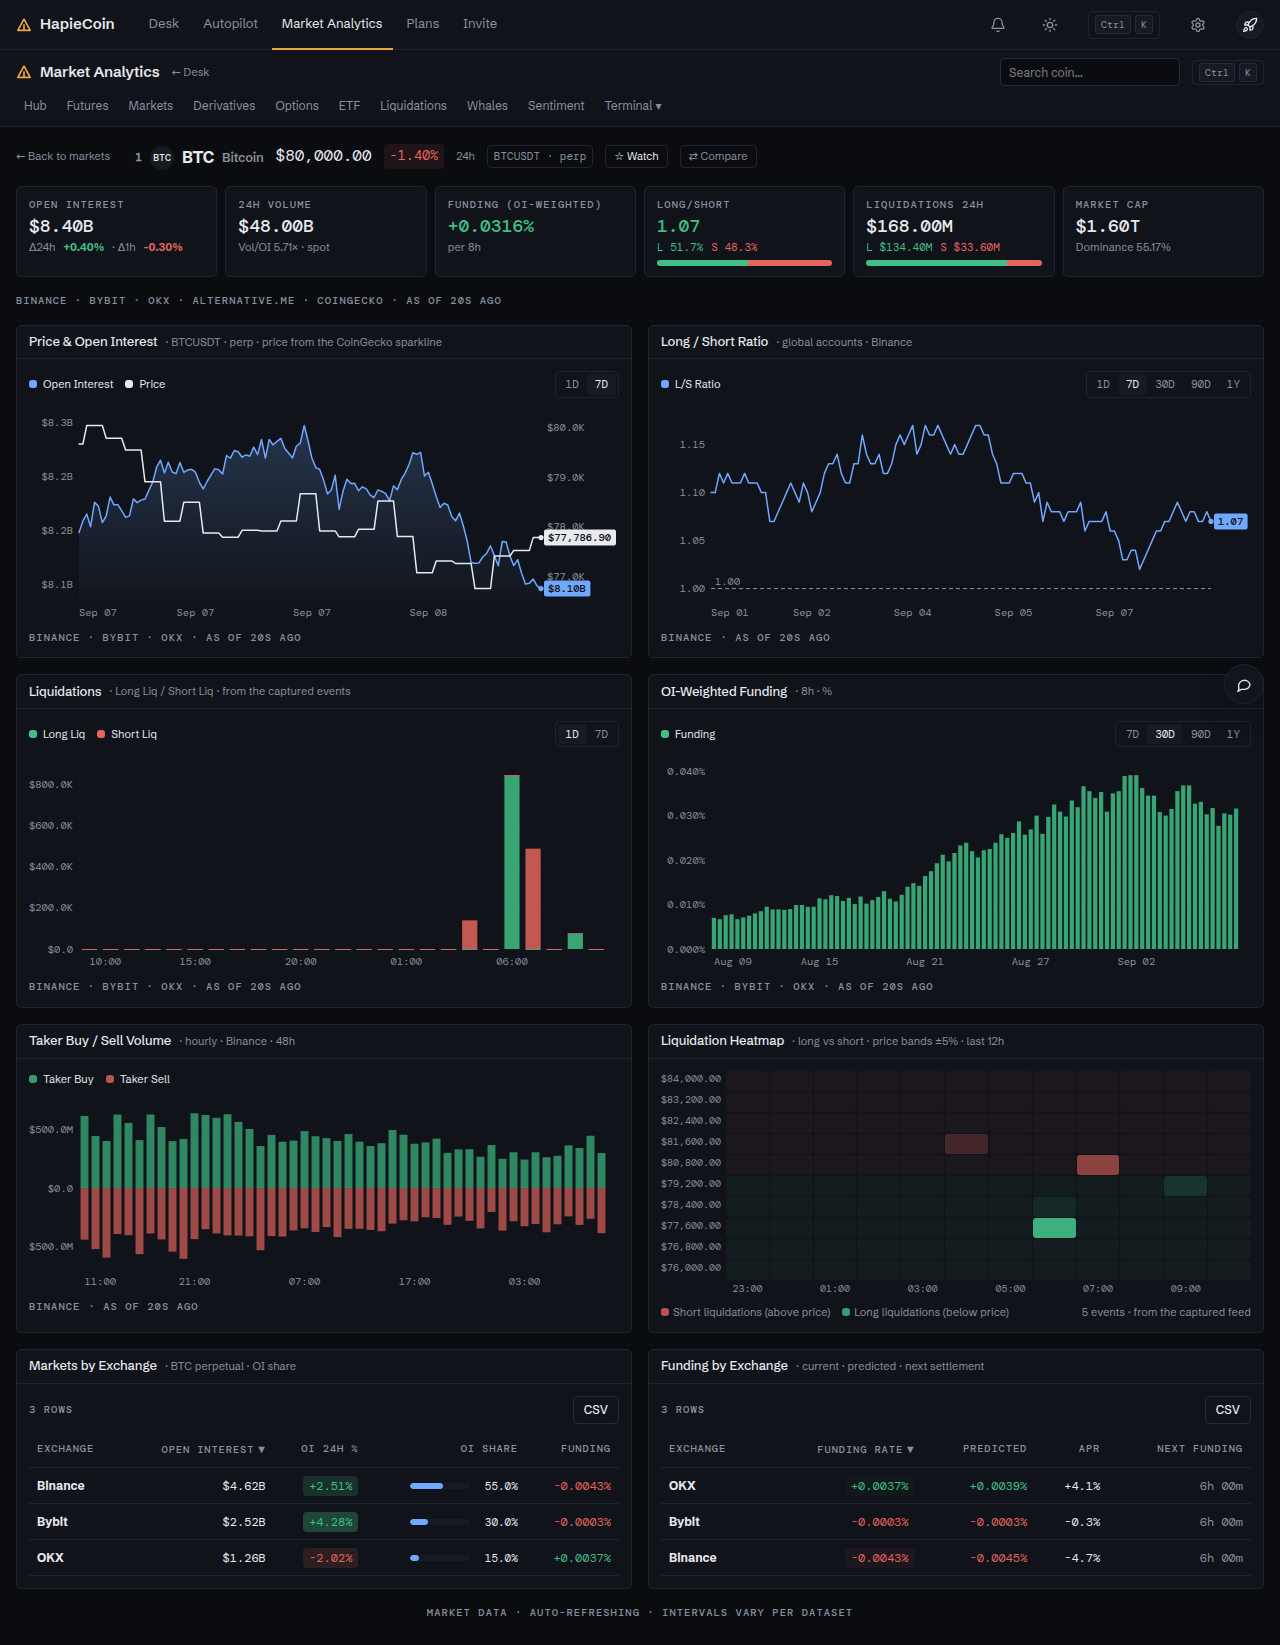 HapieCoin Desk Autopilot Market Analytics Plans Invite Ctrl K
Market Analytics ← Desk Search coin... Ctrl K
Hub Futures Markets Derivatives Options ETF Liquidations Whales Sentiment Terminal ▾
← Back to markets 1 BTC BTC Bitcoin $80,000.00 -1.40% 24h BTCUSDT · perp ☆ Watch ⇄ Compare
OPEN INTEREST
$8.40B
Δ24h +0.40% · Δ1h -0.30%
24H VOLUME
$48.00B
Vol/OI 5.71× · spot
FUNDING (OI-WEIGHTED)
+0.0316%
per 8h
LONG/SHORT
1.07
L 51.7% S 48.3%
LIQUIDATIONS 24H
$168.00M
L $134.40M S $33.60M
MARKET CAP
$1.60T
Dominance 55.17%
BINANCE · BYBIT · OKX · ALTERNATIVE.ME · COINGECKO · AS OF 20S AGO
Price & Open Interest · BTCUSDT · perp · price from the CoinGecko sparkline
Open Interest Price 1D 7D
$8.3B
$8.2B
$8.2B
$8.1B
$80.0K
$79.0K
$78.0K
$77,786.90
$77.0K
$8.10B
Sep 07 Sep 07 Sep 07 Sep 08
BINANCE · BYBIT · OKX · AS OF 20S AGO
Long / Short Ratio · global accounts · Binance
L/S Ratio 1D 7D 30D 90D 1Y
1.15
1.10
1.05
1.00
1.00
1.07
Sep 01 Sep 02 Sep 04 Sep 05 Sep 07
BINANCE · AS OF 20S AGO
Liquidations · Long Liq / Short Liq · from the captured events
Long Liq Short Liq 1D 7D
$800.0K
$600.0K
$400.0K
$200.0K
$0.0
10:00 15:00 20:00 01:00 06:00
BINANCE · BYBIT · OKX · AS OF 20S AGO
OI-Weighted Funding · 8h · %
Funding 7D 30D 90D 1Y
0.040%
0.030%
0.020%
0.010%
0.000%
Aug 09 Aug 15 Aug 21 Aug 27 Sep 02
BINANCE · BYBIT · OKX · AS OF 20S AGO
Taker Buy / Sell Volume · hourly · Binance · 48h
Taker Buy Taker Sell
$500.0M
$0.0
$500.0M
11:00 21:00 07:00 17:00 03:00
BINANCE · AS OF 20S AGO
Liquidation Heatmap · long vs short · price bands ±5% · last 12h
$84,000.00
$83,200.00
$82,400.00
$81,600.00
$80,800.00
$79,200.00
$78,400.00
$77,600.00
$76,800.00
$76,000.00
23:00 01:00 03:00 05:00 07:00 09:00
Short liquidations (above price) Long liquidations (below price) 5 events · from the captured feed
Markets by Exchange · BTC perpetual · OI share
3 ROWS CSV
EXCHANGE OPEN INTEREST ▼ OI 24H % OI SHARE FUNDING
Binance $4.62B +2.51% 55.0% -0.0043%
Bybit $2.52B +4.28% 30.0% -0.0003%
OKX $1.26B -2.02% 15.0% +0.0037%
Funding by Exchange · current · predicted · next settlement
3 ROWS CSV
EXCHANGE FUNDING RATE ▼ PREDICTED APR NEXT FUNDING
OKX +0.0037% +0.0039% +4.1% 6h 00m
Bybit -0.0003% -0.0003% -0.3% 6h 00m
Binance -0.0043% -0.0045% -4.7% 6h 00m
MARKET DATA · AUTO-REFRESHING · INTERVALS VARY PER DATASET